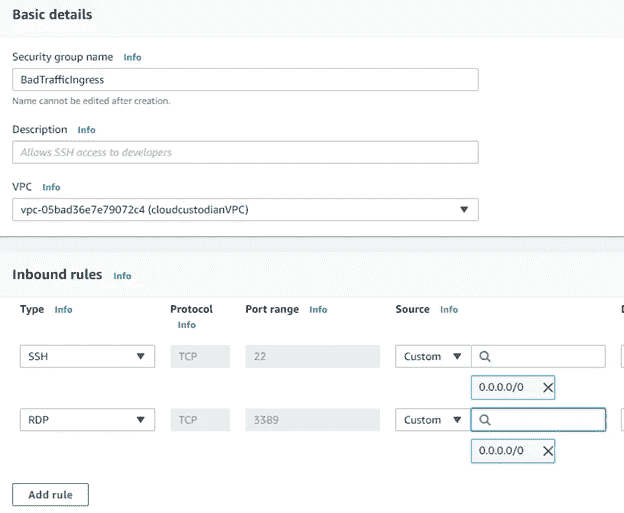 Basic details
Security group name Info
BadTrafficIngress
Name cannot be edited after creation.
Description Info
Allows SSH access to developers
VPC Info
vpc-05bad36e7e79072c4 (cloudcustodianVPC)
Inbound rules Info
Type Info Protocol Info Port range Info Source Info D
SSH TCP 22 Custom
0.0.0.0/0
RDP TCP 3389 Custom
0.0.0.0/0
Add rule